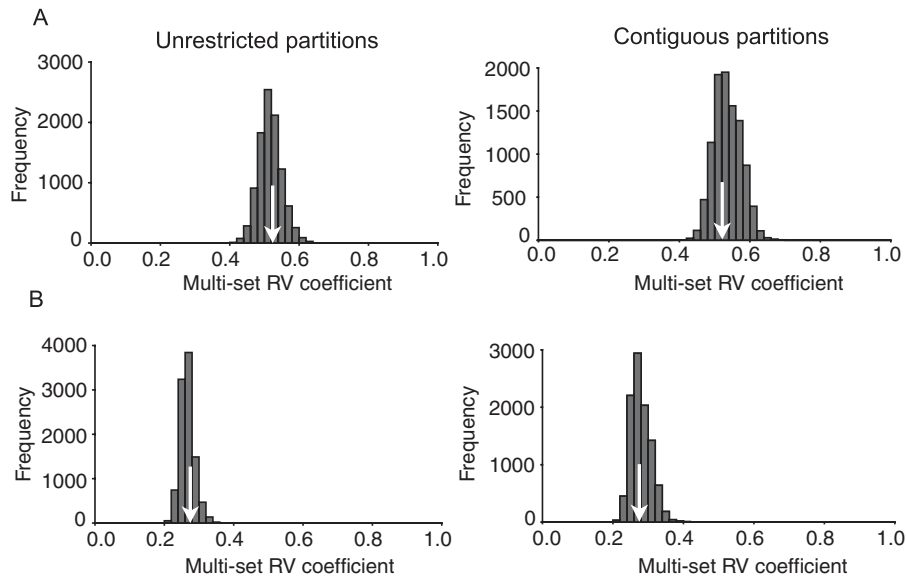 A
Unrestricted partitions
Contiguous partitions
3000
2000
1000
0
Frequency
0.0 0.2 0.4 0.6 0.8 1.0
Multi-set RV coefficient
2000
1500
1000
500
0
Frequency
0.0 0.2 0.4 0.6 0.8 1.0
Multi-set RV coefficient
B
4000
3000
2000
1000
0
Frequency
0.0 0.2 0.4 0.6 0.8 1.0
Multi-set RV coefficient
3000
2000
1000
0
Frequency
0.0 0.2 0.4 0.6 0.8 1.0
Multi-set RV coefficient